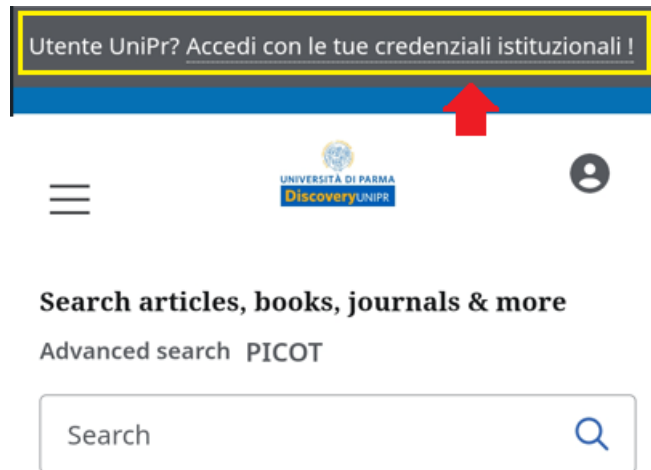 Utente UniPr? Accedi con le tue credenziali istituzionali !
UNIVERSITÀ DI PARMA
DiscoveryUNIPR
Search articles, books, journals & more
Advanced search PICOT
Search